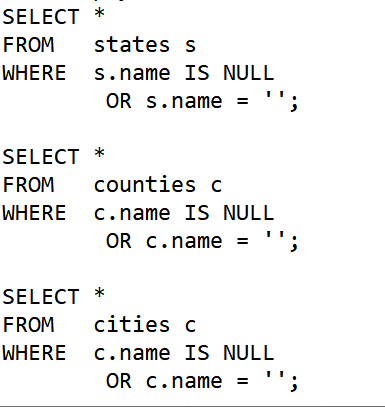 SELECT *
FROM   states s
WHERE  s.name IS NULL
        OR s.name = '';

SELECT *
FROM   counties c
WHERE  c.name IS NULL
        OR c.name = '';

SELECT *
FROM   cities c
WHERE  c.name IS NULL
        OR c.name = '';